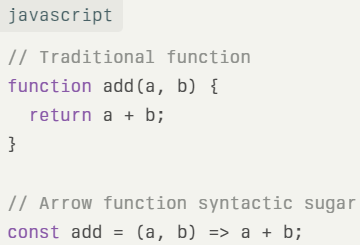 javascript
// Traditional function
function add(a, b) {
  return a + b;
}

// Arrow function syntactic sugar
const add = (a, b) => a + b;